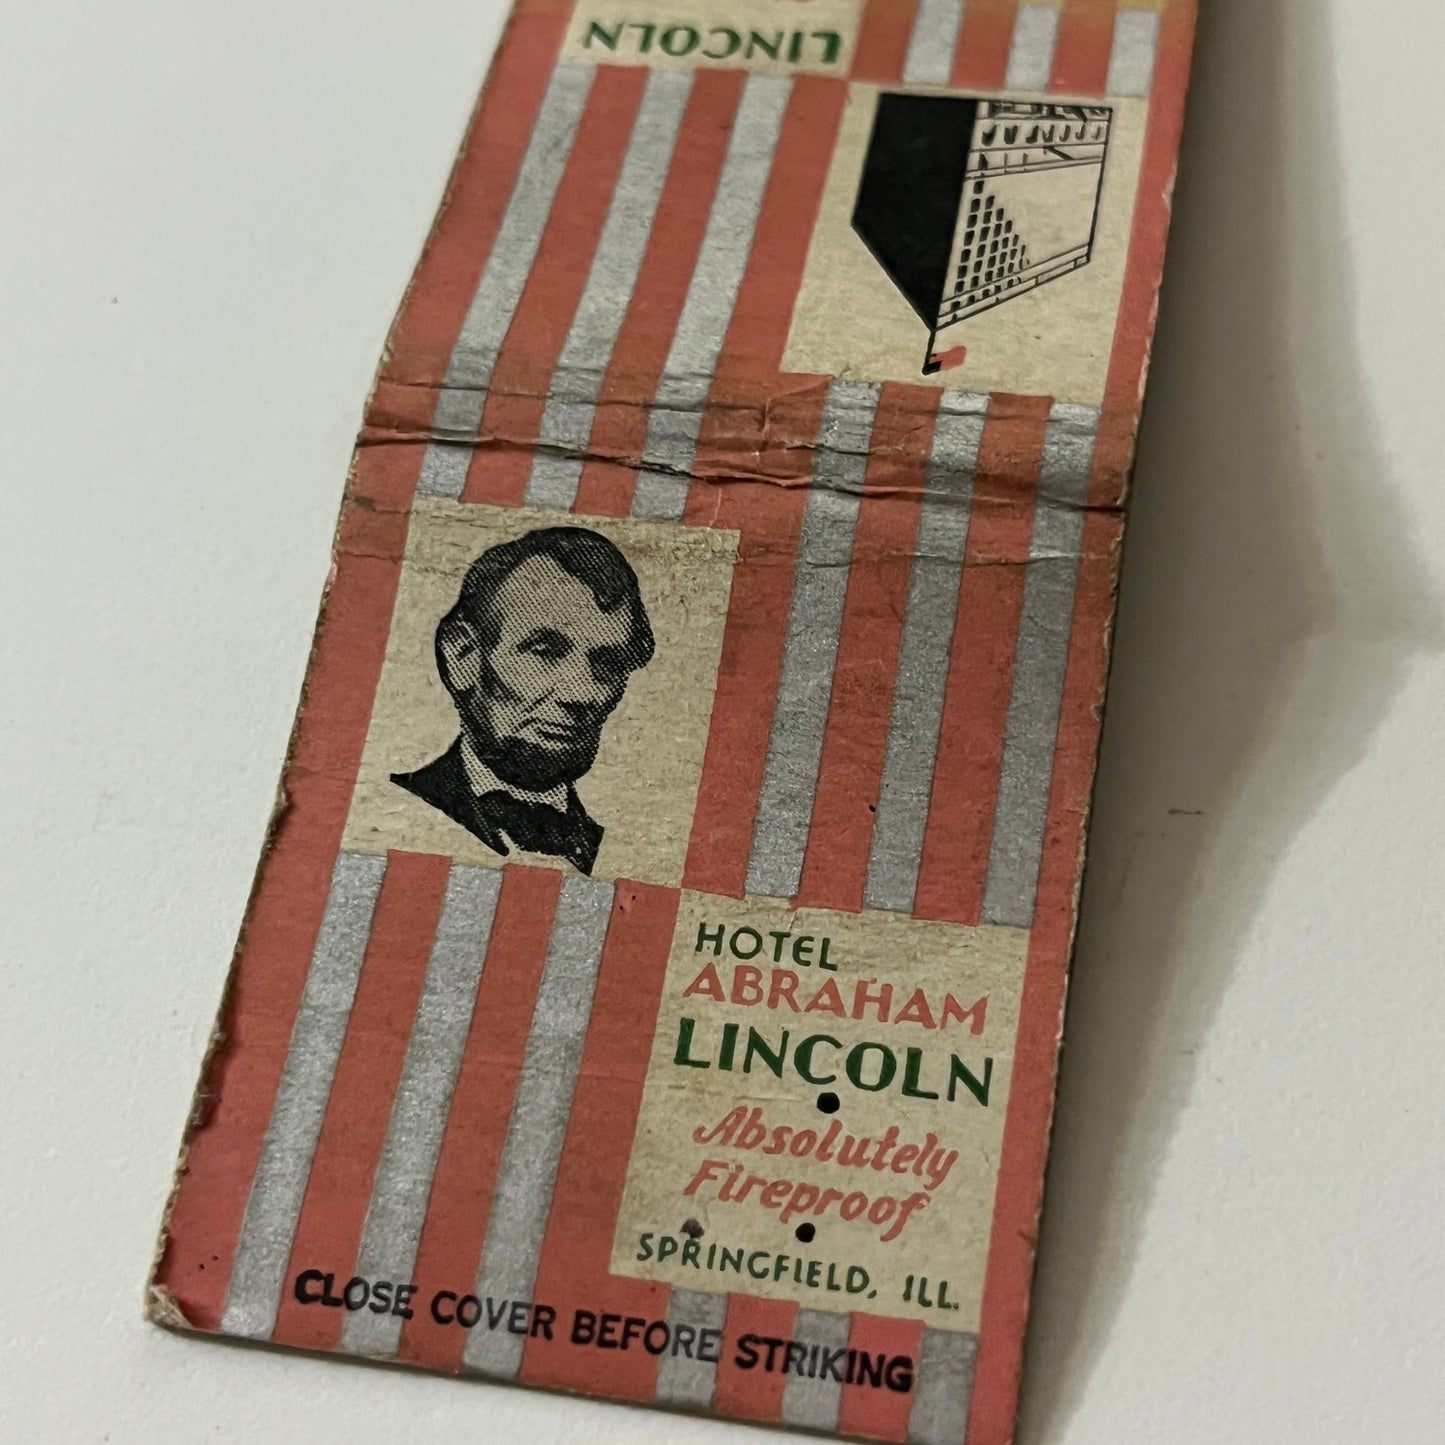 LINCOLN
HOTEL
ABRAHAM
LINCOLN
Absolutely
Fireproof
SPRINGFIELD, ILL.
CLOSE COVER BEFORE STRIKING